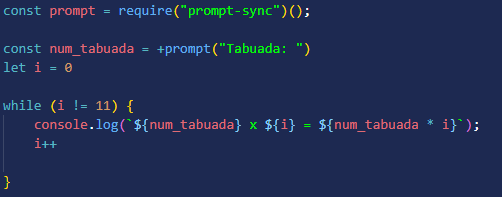 const prompt = require("prompt-sync")();
const num_tabuada = +prompt("Tabuada: ")
let i = 0
while (i != 11) {
console.log(`${num_tabuada} x ${i} = ${num_tabuada * i}`);
i++
}